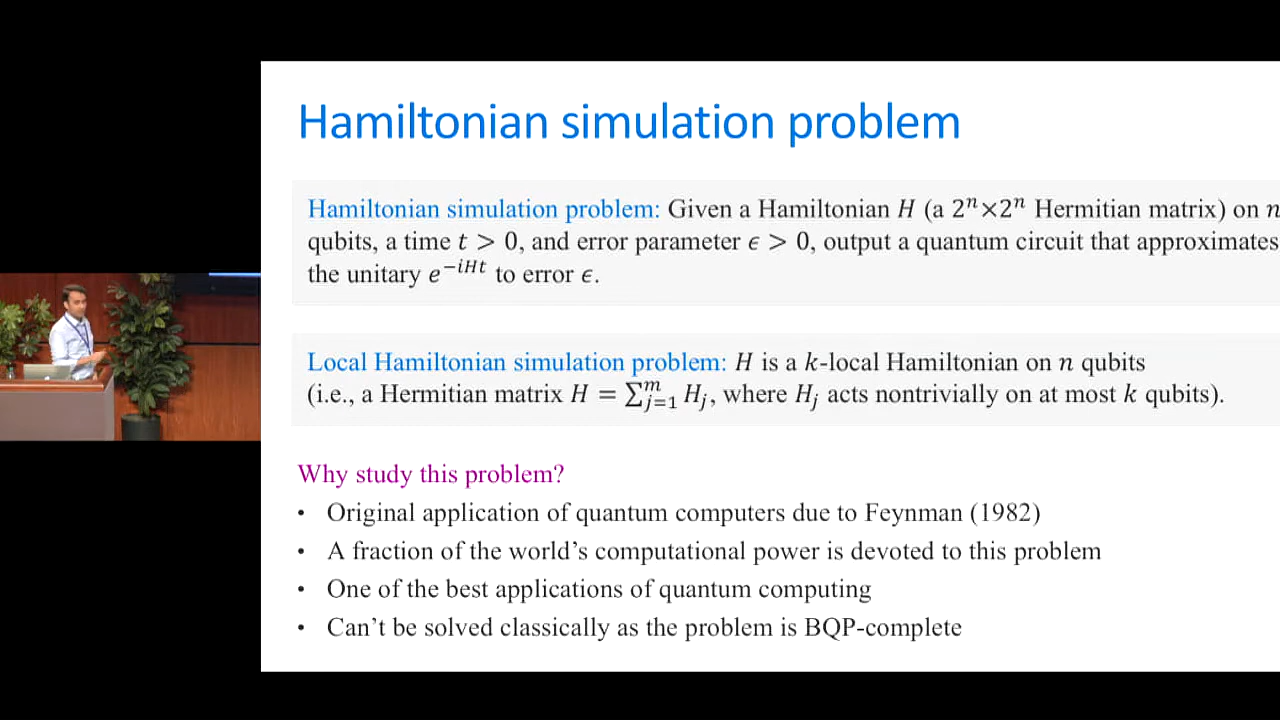 Hamiltonian simulation problem
Hamiltonian simulation problem: Given a Hamiltonian H (a 2ⁿ×2ⁿ Hermitian matrix) on n
qubits, a time t > 0, and error parameter ϵ > 0, output a quantum circuit that approximates
the unitary e^{−iHt} to error ϵ.
Local Hamiltonian simulation problem: H is a k-local Hamiltonian on n qubits
(i.e., a Hermitian matrix H = ∑_{j=1}^{m} H_j, where H_j acts nontrivially on at most k qubits).
Why study this problem?
• Original application of quantum computers due to Feynman (1982)
• A fraction of the world’s computational power is devoted to this problem
• One of the best applications of quantum computing
• Can’t be solved classically as the problem is BQP-complete